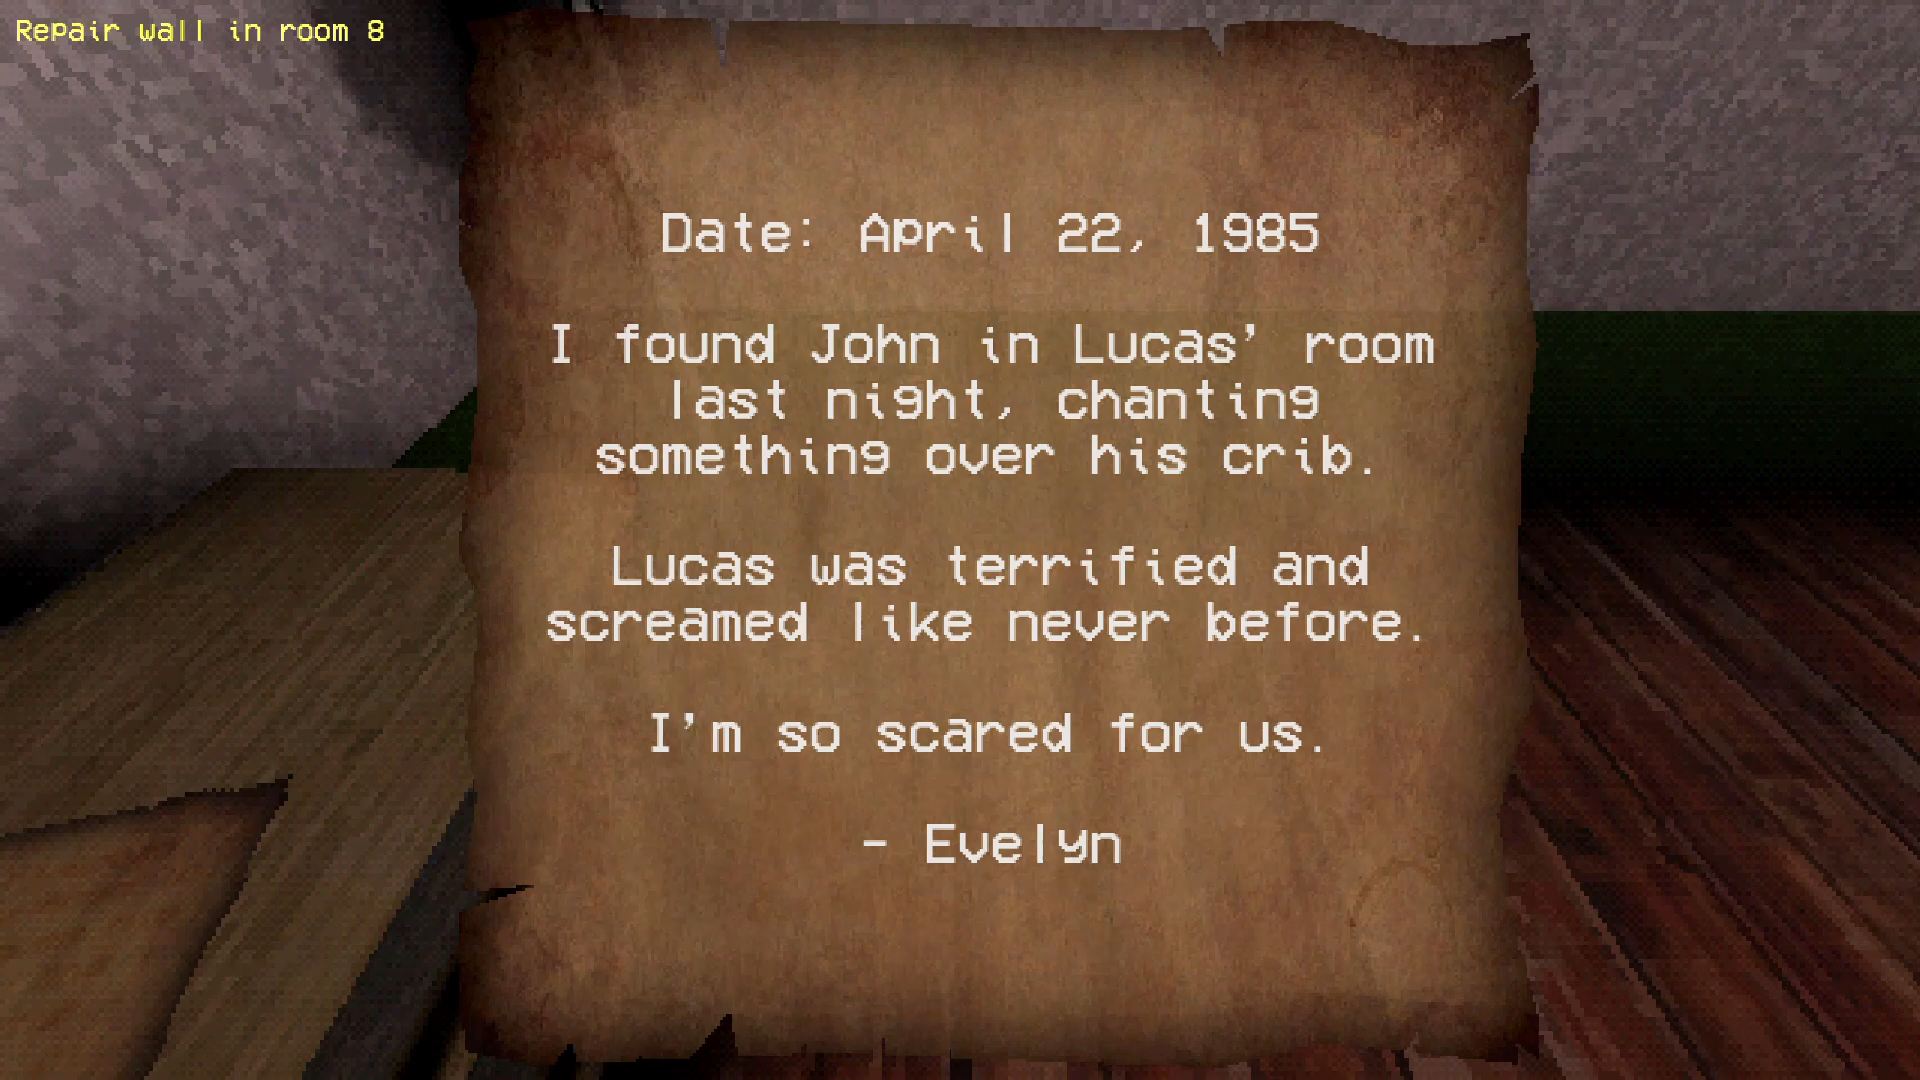 Repair wall in room 8
Date: April 22, 1985
I found John in Lucas' room
last night, chanting
something over his crib.
Lucas was terrified and
screamed like never before.
I'm so scared for us.
- Evelyn